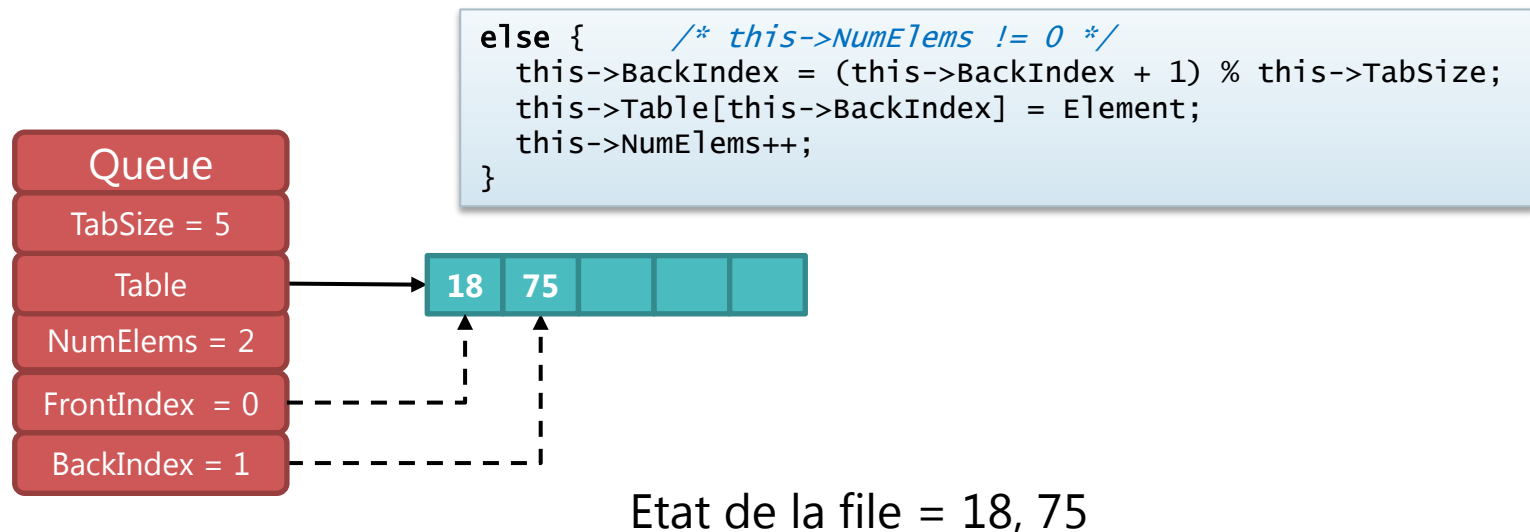 else {     /* this->NumElems != 0 */
  this->BackIndex = (this->BackIndex + 1) % this->TabSize;
  this->Table[this->BackIndex] = Element;
  this->NumElems++;
}
Queue
TabSize = 5
Table
18 75
NumElems = 2
FrontIndex = 0
BackIndex = 1
Etat de la file = 18, 75